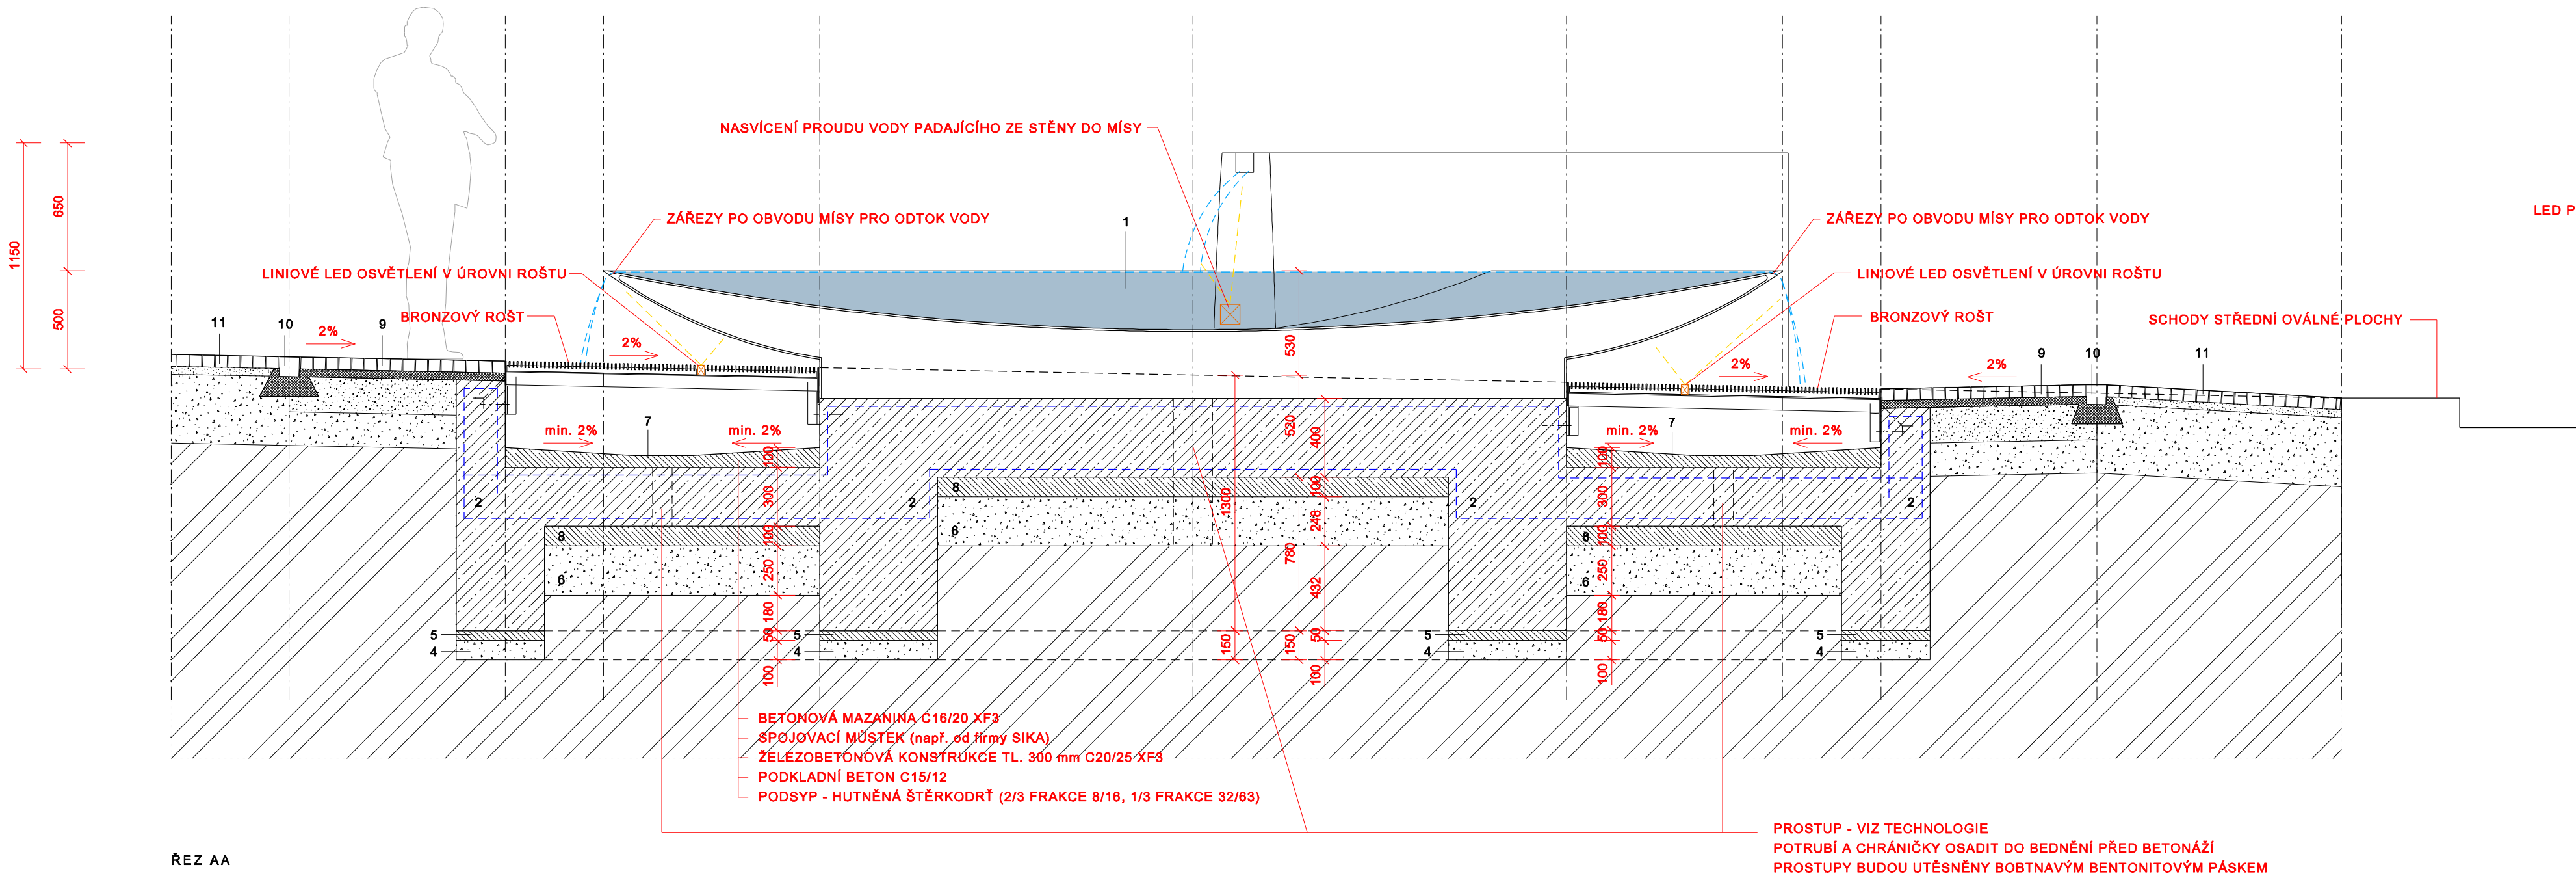 NASVÍCENÍ PROUDU VODY PADAJÍCÍHO ZE STĚNY DO MÍSY
ZÁŘEZY PO OBVODU MÍSY PRO ODTOK VODY
1
ZÁŘEZY PO OBVODU MÍSY PRO ODTOK VODY
LED P
LINIOVÉ LED OSVĚTLENÍ V ÚROVNI ROŠTU
LINIOVÉ LED OSVĚTLENÍ V ÚROVNI ROŠTU
BRONZOVÝ ROŠT
BRONZOVÝ ROŠT
SCHODY STŘEDNÍ OVÁLNÉ PLOCHY
1150
650
500
11
10
2%
9
2%
2%
2%
9
10
11
min. 2%
7
min. 2%
min. 2%
7
min. 2%
2
2
2
2
8
6
8
6
8
6
5
4
5
4
5
4
5
4
100
300
100
250
180
50
100
1300
150
530
520
780
150
400
100
248
432
50
100
100
300
100
250
180
50
100
BETONOVÁ MAZANINA C16/20 XF3
SPOJOVACÍ MŮSTEK (např. od firmy SIKA)
ŽELEZOBETONOVÁ KONSTRUKCE TL. 300 mm C20/25 XF3
PODKLADNÍ BETON C15/12
PODSYP - HUTNĚNÁ ŠTĚRKODRŤ (2/3 FRAKCE 8/16, 1/3 FRAKCE 32/63)
PROSTUP - VIZ TECHNOLOGIE
POTRUBÍ A CHRÁNIČKY OSADIT DO BEDNĚNÍ PŘED BETONÁŽÍ
PROSTUPY BUDOU UTĚSNĚNY BOBTNAVÝM BENTONITOVÝM PÁSKEM
ŘEZ AA